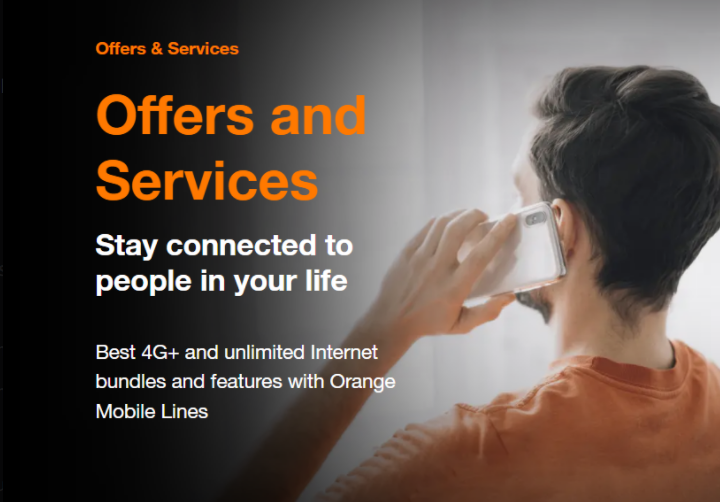 Offers & Services
Offers and
Services
Stay connected to
people in your life
Best 4G+ and unlimited Internet
bundles and features with Orange
Mobile Lines